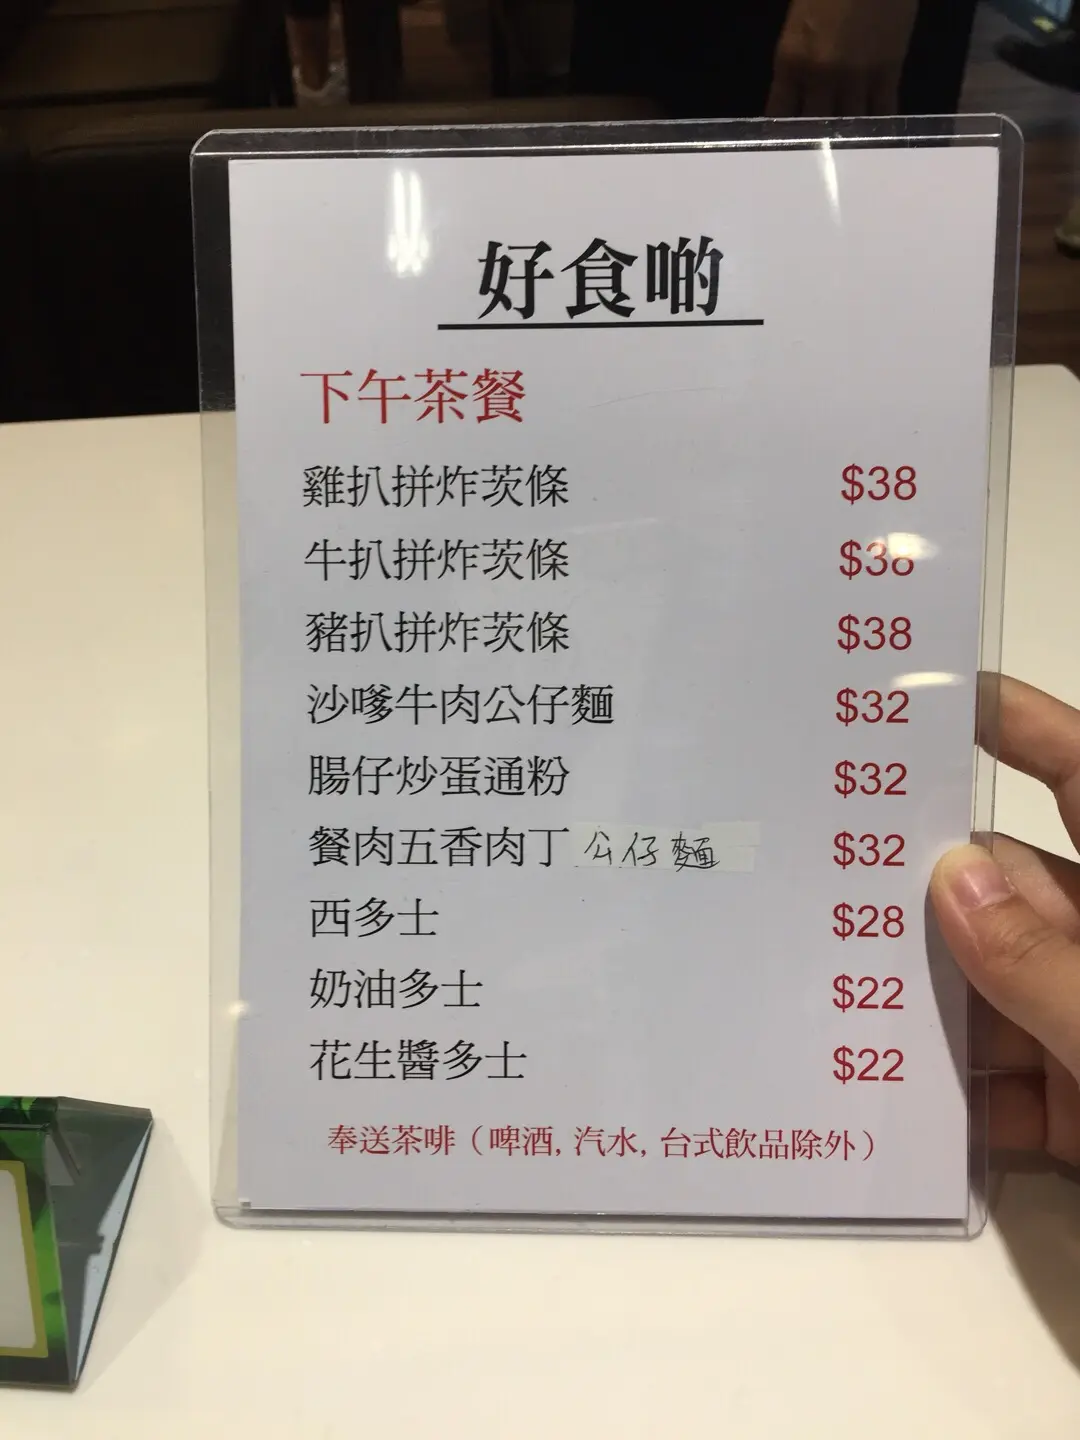 好食啲
下午茶餐
雞扒拼炸茨條 $38
牛扒拼炸茨條 $38
豬扒拼炸茨條 $38
沙嗲牛肉公仔麵 $32
腸仔炒蛋通粉 $32
餐肉五香肉丁 公仔麵 $32
西多士 $28
奶油多士 $22
花生醬多士 $22
奉送茶啡（啤酒, 汽水, 台式飲品除外）